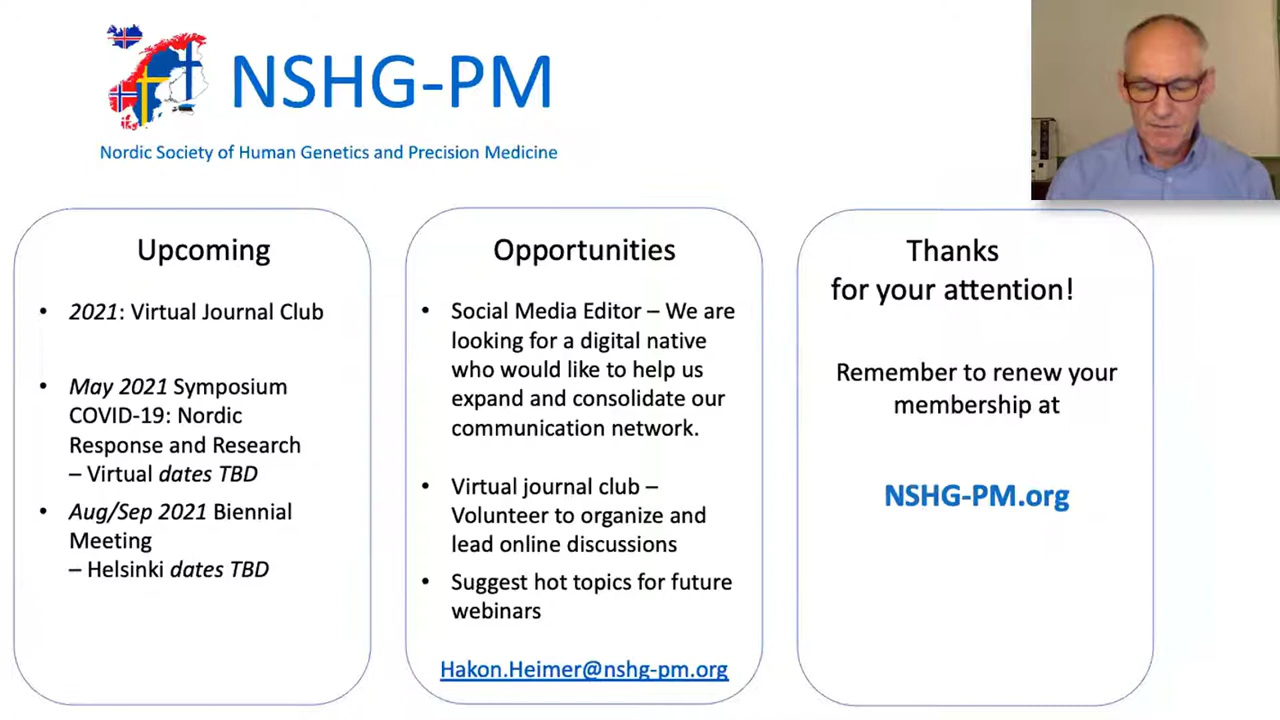 NSHG-PM
Nordic Society of Human Genetics and Precision Medicine
Upcoming
• 2021: Virtual Journal Club
• May 2021 Symposium
COVID-19: Nordic
Response and Research
– Virtual dates TBD
• Aug/Sep 2021 Biennial
Meeting
– Helsinki dates TBD
Opportunities
• Social Media Editor – We are
looking for a digital native
who would like to help us
expand and consolidate our
communication network.
• Virtual journal club –
Volunteer to organize and
lead online discussions
• Suggest hot topics for future
webinars
Hakon.Heimer@nshg-pm.org
Thanks
for your attention!
Remember to renew your
membership at
NSHG-PM.org